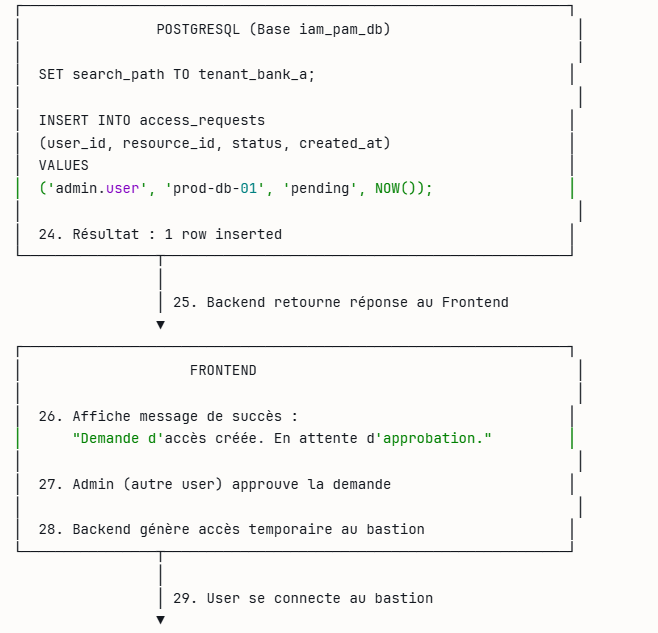 POSTGRESQL (Base iam_pam_db)
SET search_path TO tenant_bank_a;
INSERT INTO access_requests
(user_id, resource_id, status, created_at)
VALUES
('admin.user', 'prod-db-01', 'pending', NOW());
24. Résultat : 1 row inserted
25. Backend retourne réponse au Frontend
FRONTEND
26. Affiche message de succès :
"Demande d'accès créée. En attente d'approbation."
27. Admin (autre user) approuve la demande
28. Backend génère accès temporaire au bastion
29. User se connecte au bastion